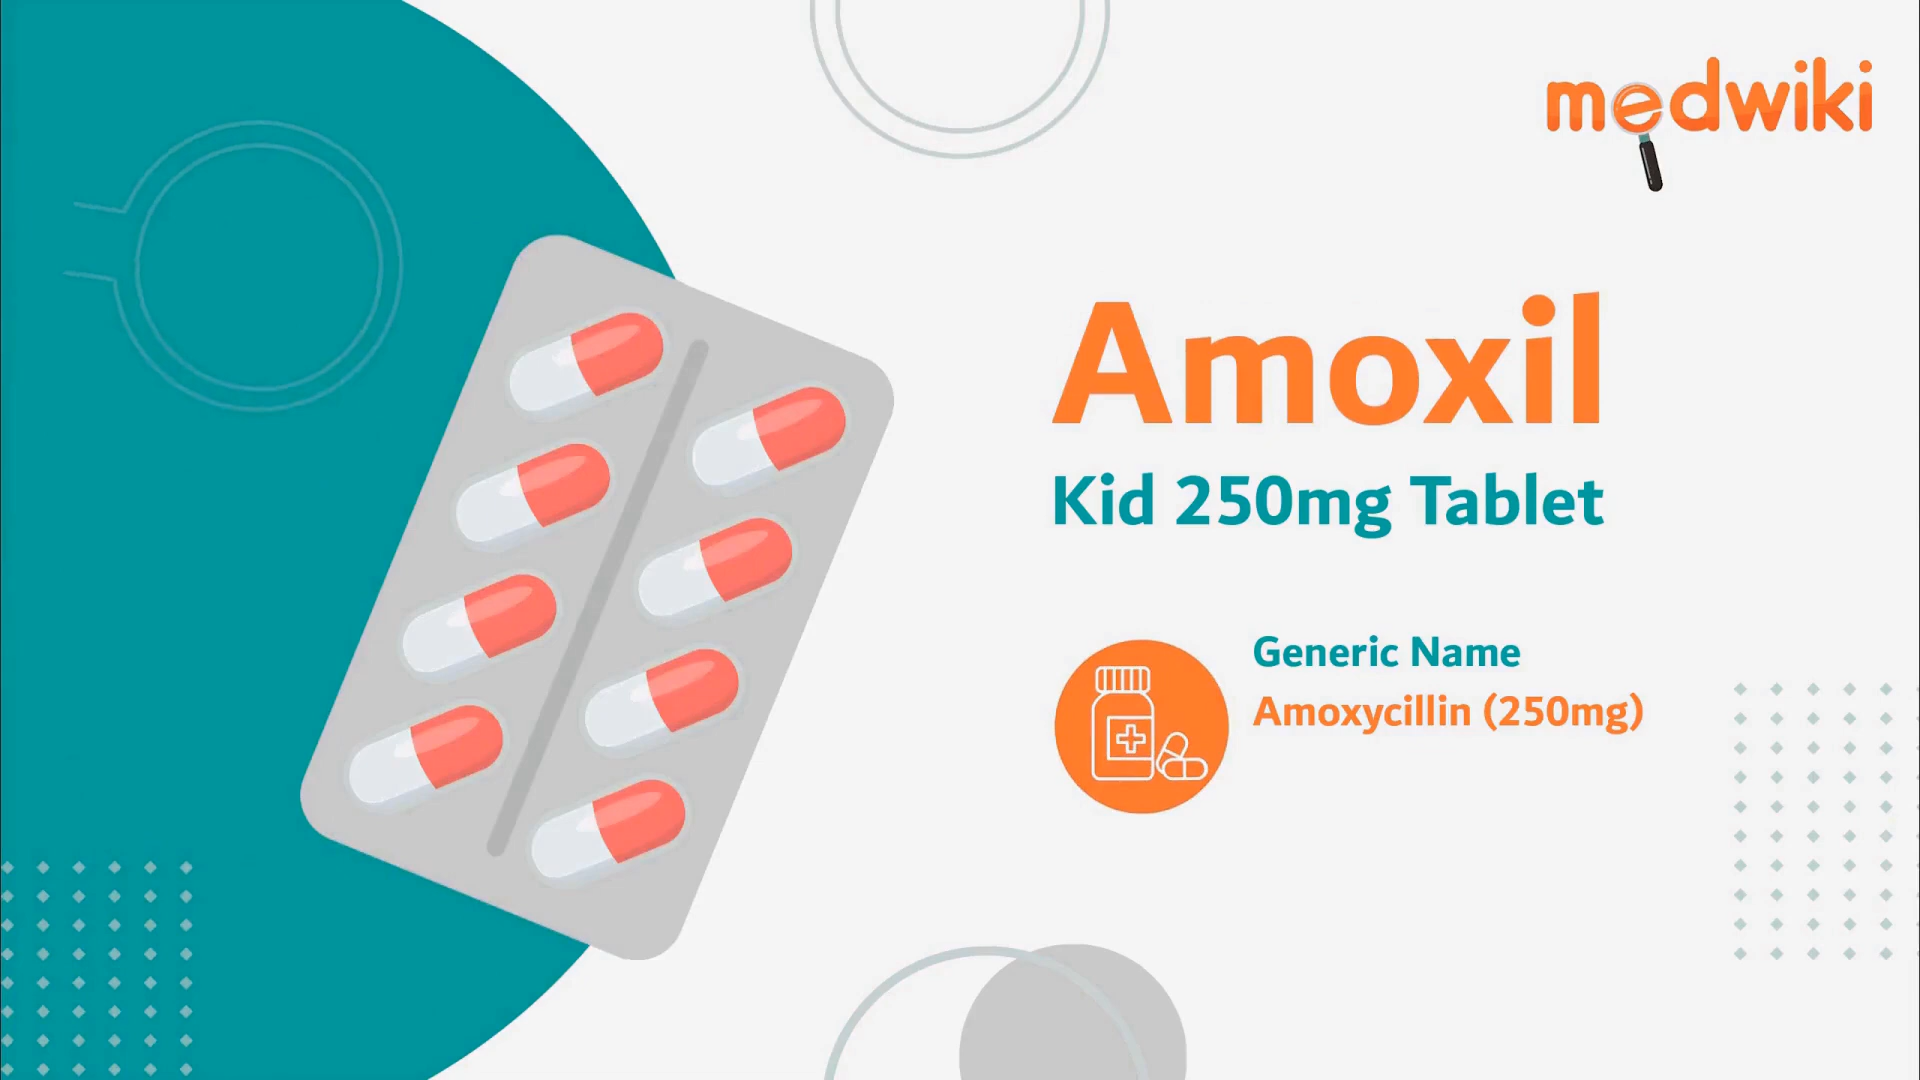 medwiki
Amoxil
Kid 250mg Tablet
Generic Name
Amoxycillin (250mg)